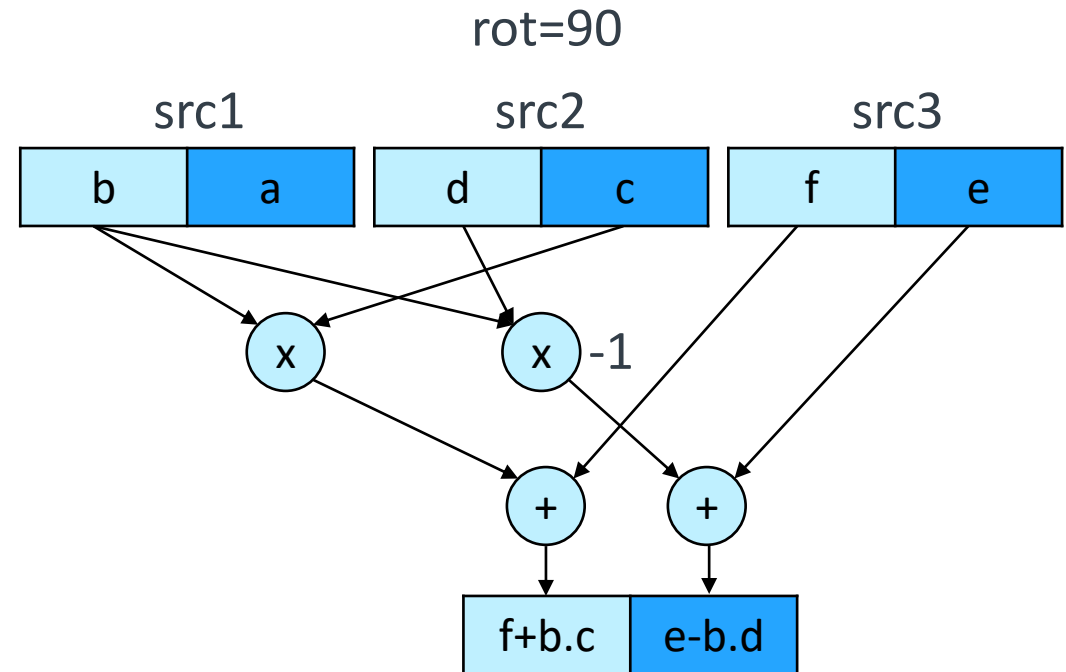 rot=90
src1 src2 src3
b a d c f e
x x -1
+ +
f+b.c e-b.d